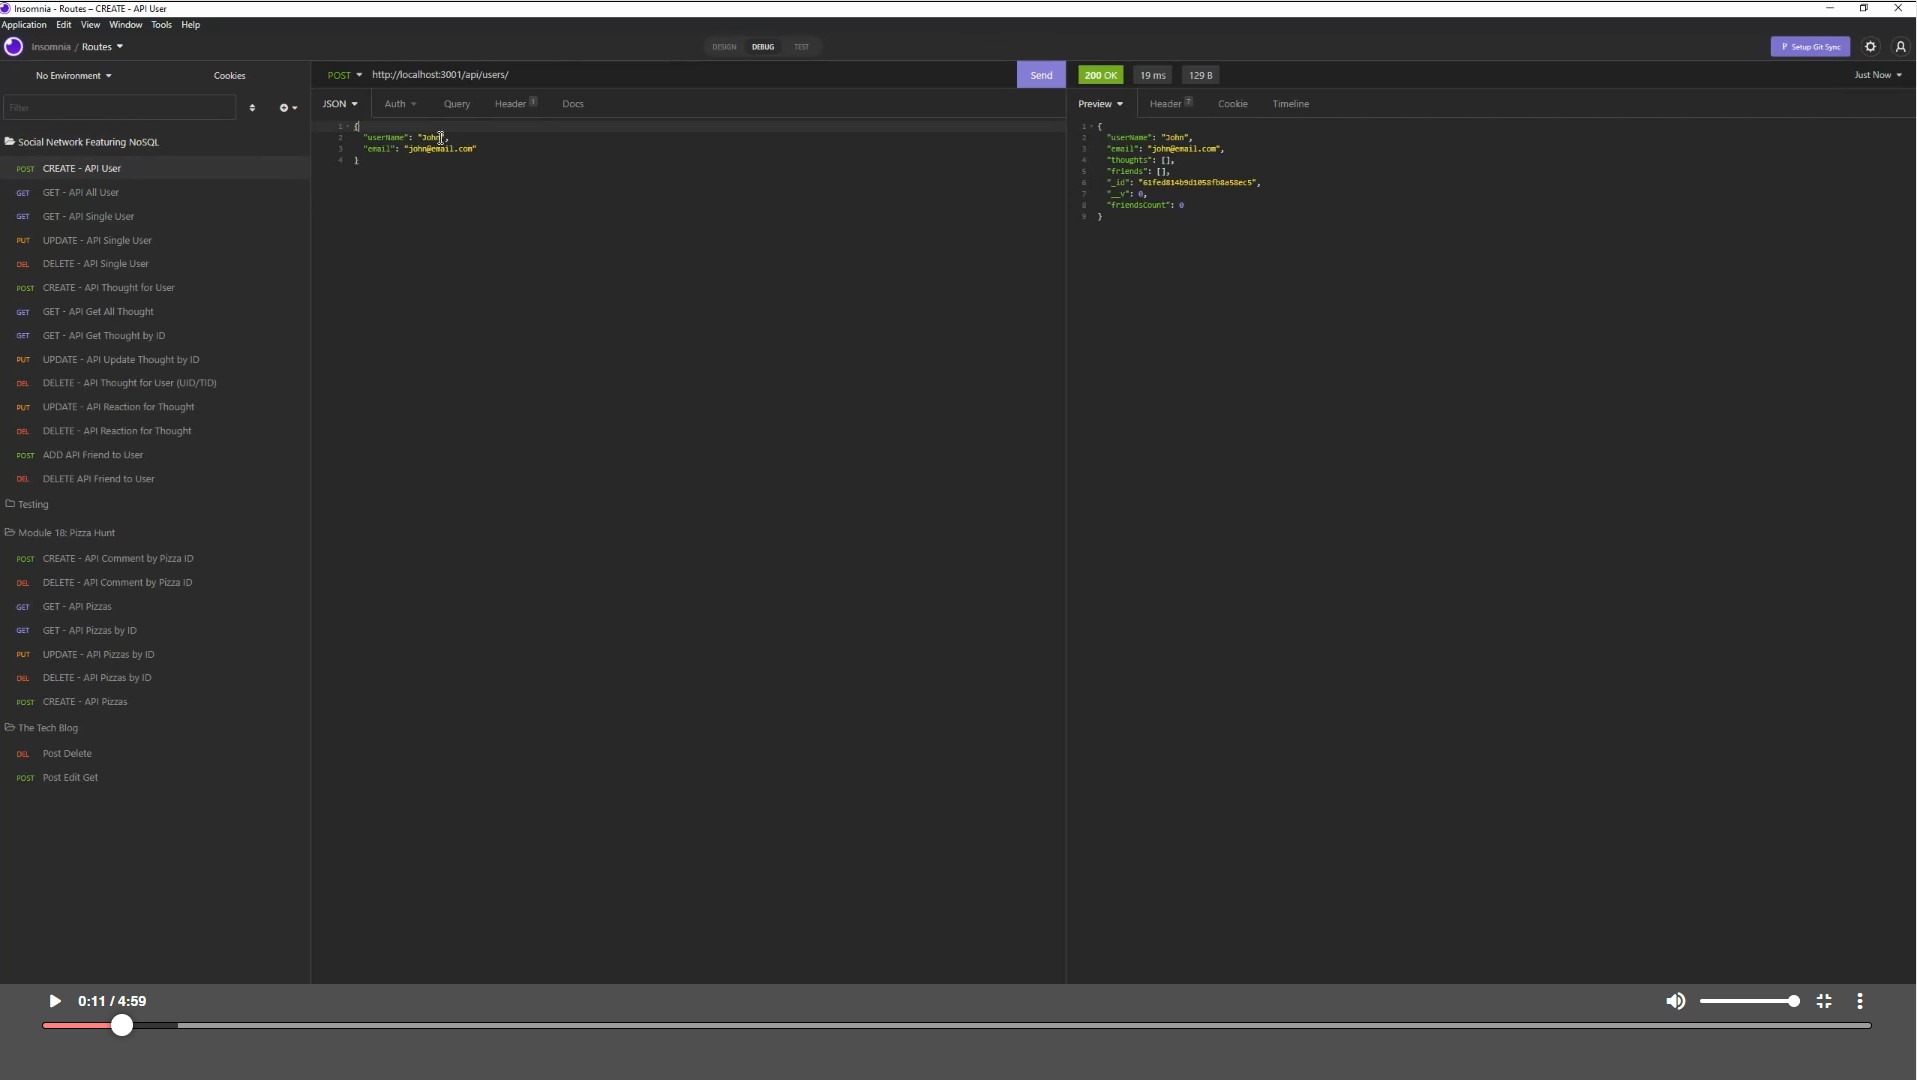 Insomnia - Routes – CREATE - API User
Application Edit View Window Tools Help
Insomnia / Routes
DESIGN DEBUG TEST
Setup Git Sync
No Environment
Cookies
POST http://localhost:3001/api/users/
Send
200 OK 19 ms 129 B
Just Now
Filter
JSON Auth Query Header 1 Docs
Preview Header 7 Cookie Timeline
Social Network Featuring NoSQL
POST CREATE - API User
GET GET - API All User
GET GET - API Single User
PUT UPDATE - API Single User
DEL DELETE - API Single User
POST CREATE - API Thought for User
GET GET - API Get All Thought
GET GET - API Get Thought by ID
PUT UPDATE - API Update Thought by ID
DEL DELETE - API Thought for User (UID/TID)
PUT UPDATE - API Reaction for Thought
DEL DELETE - API Reaction for Thought
POST ADD API Friend to User
DEL DELETE API Friend to User
Testing
Module 18: Pizza Hunt
POST CREATE - API Comment by Pizza ID
DEL DELETE - API Comment by Pizza ID
GET GET - API Pizzas
GET GET - API Pizzas by ID
PUT UPDATE - API Pizzas by ID
DEL DELETE - API Pizzas by ID
POST CREATE - API Pizzas
The Tech Blog
DEL Post Delete
POST Post Edit Get
1 {
2 "userName": "John",
3 "email": "john@email.com"
4 }
1 {
2 "userName": "John",
3 "email": "john@email.com",
4 "thoughts": [],
5 "friends": [],
6 "_id": "61fed814b9d1058fb8a58ec5",
7 "__v": 0,
8 "friendsCount": 0
9 }
0:11 / 4:59